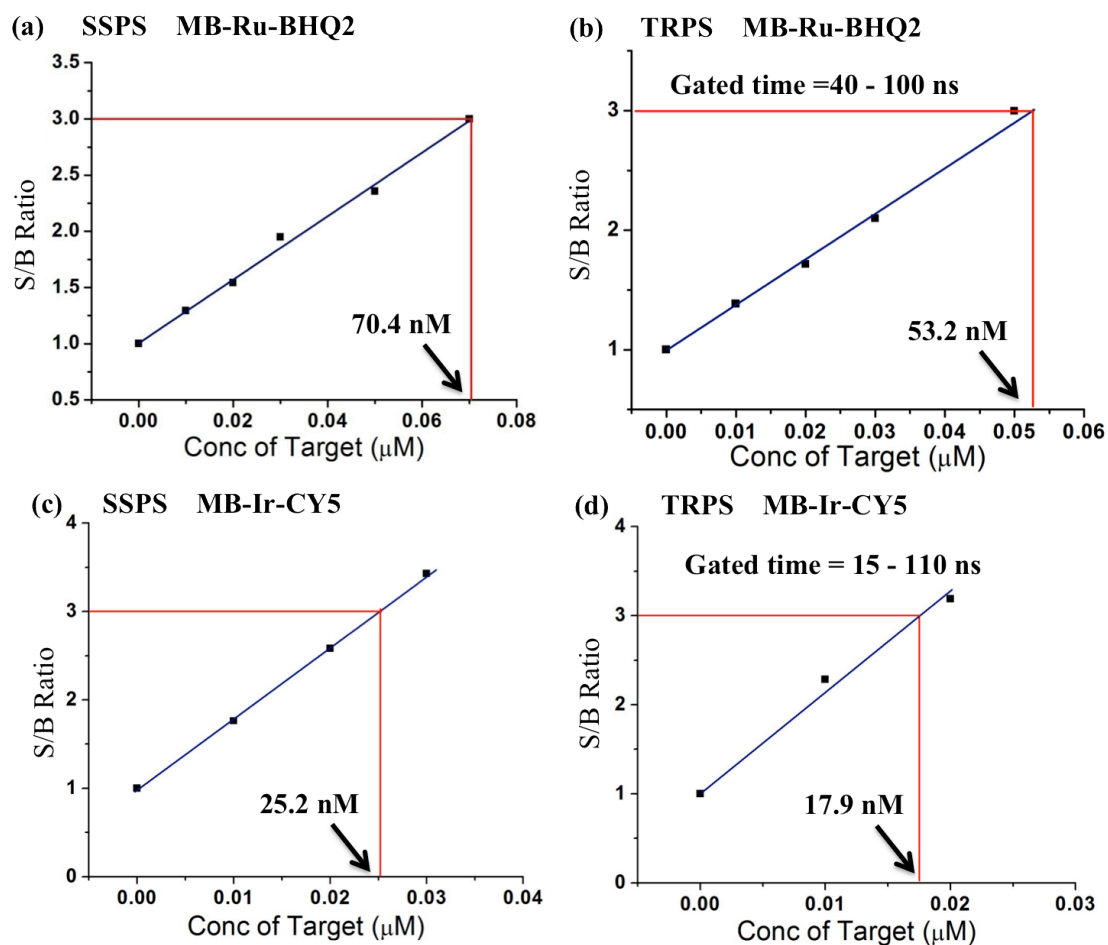 (a) SSPS MB-Ru-BHQ2
3.5
3.0
2.5
2.0
1.5
1.0
0.5
S/B Ratio
70.4 nM
0.00 0.02 0.04 0.06 0.08
Conc of Target (μM)
(b) TRPS MB-Ru-BHQ2
Gated time =40 - 100 ns
3
2
1
S/B Ratio
53.2 nM
0.00 0.01 0.02 0.03 0.04 0.05 0.06
Conc of Target (μM)
(c) SSPS MB-Ir-CY5
4
3
2
1
0
S/B Ratio
25.2 nM
0.00 0.01 0.02 0.03 0.04
Conc of Target (μM)
(d) TRPS MB-Ir-CY5
Gated time = 15 - 110 ns
4
3
2
1
0
S/B Ratio
17.9 nM
0.00 0.01 0.02 0.03
Conc of Target (μM)